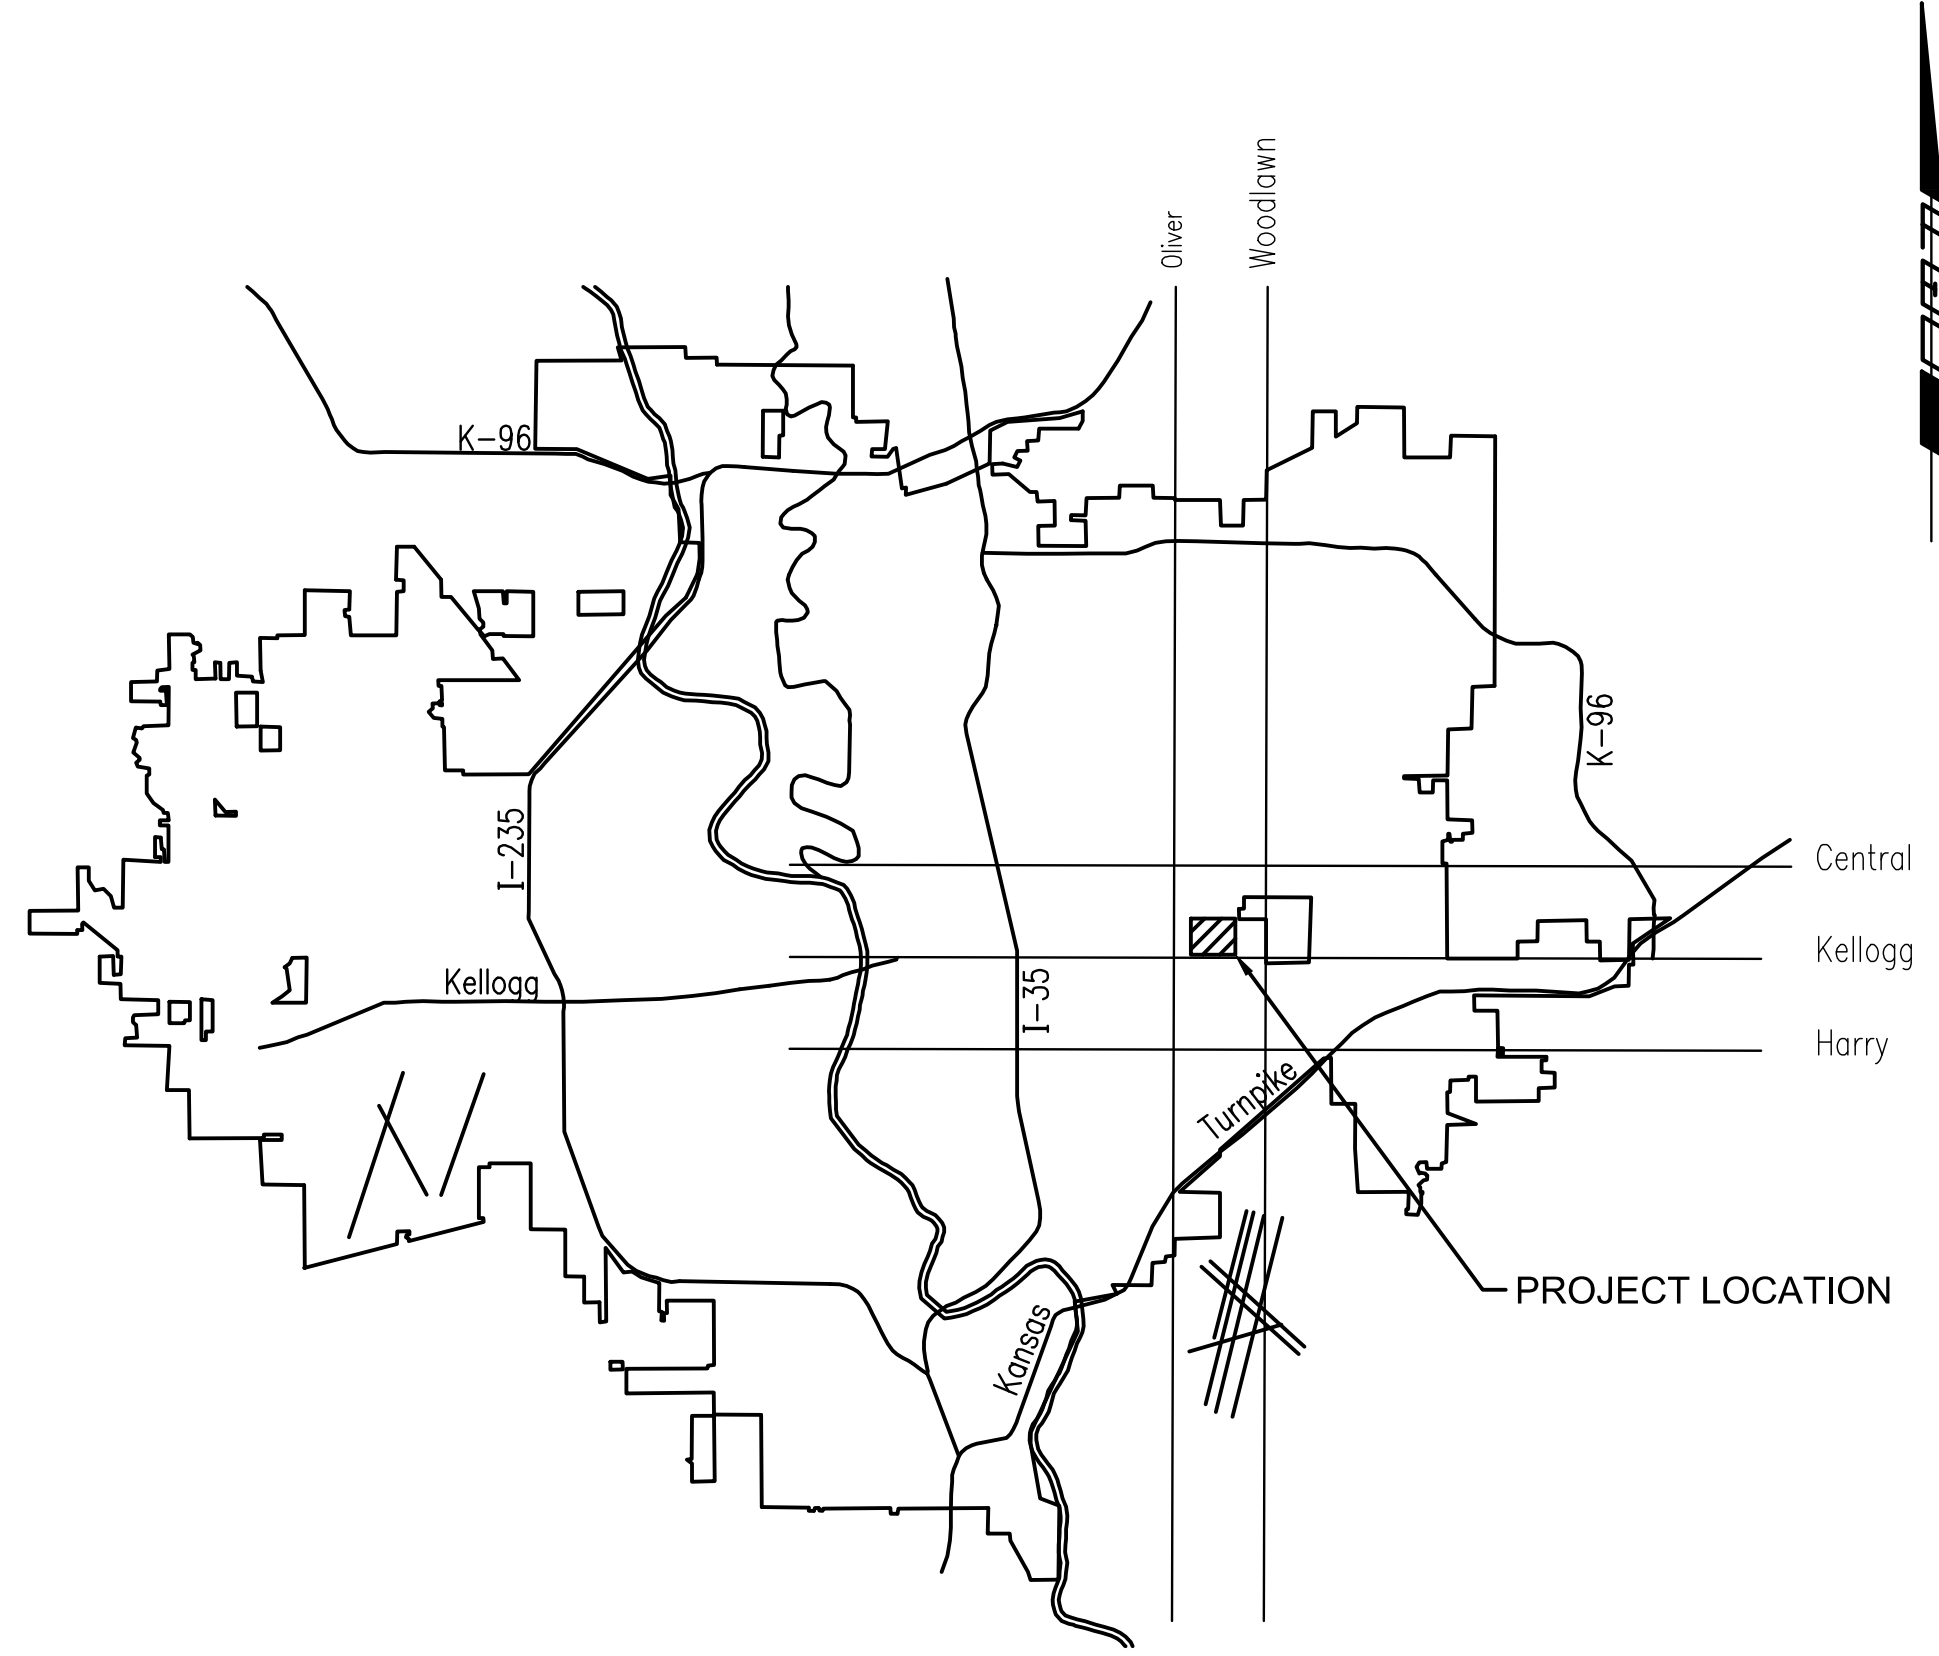 Woodlawn
Oliver
K-96
K-96
I-235
Central
Kellogg
Kellogg
I-35
Harry
Turnpike
PROJECT LOCATION
Kansas